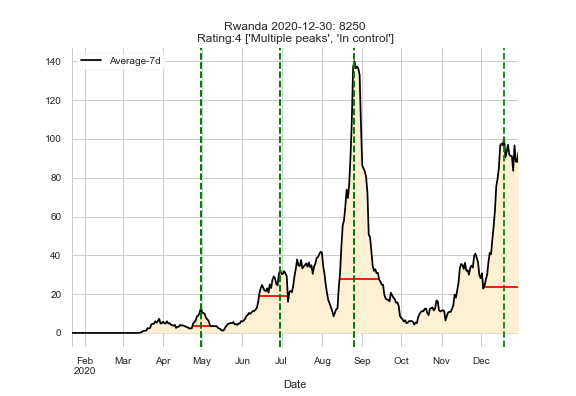 Rwanda 2020-12-30: 8250
Rating:4 ['Multiple peaks', 'In control']
Average-7d
140
120
100
80
60
40
20
0
Feb Mar Apr May Jun Jul Aug Sep Oct Nov Dec
2020
Date